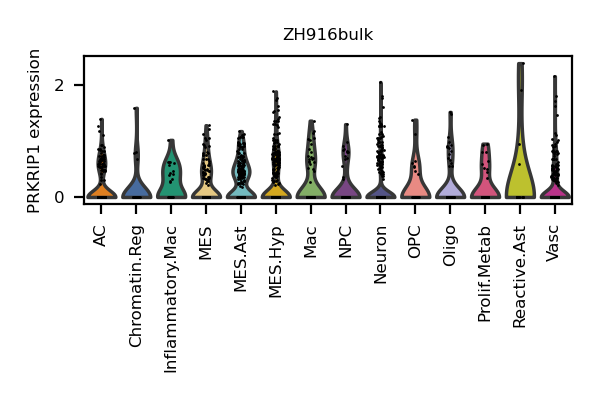 ZH916bulk
PRKRIP1 expression
2
0
AC
Chromatin.Reg
Inflammatory.Mac
MES
MES.Ast
MES.Hyp
Mac
NPC
Neuron
OPC
Oligo
Prolif.Metab
Reactive.Ast
Vasc